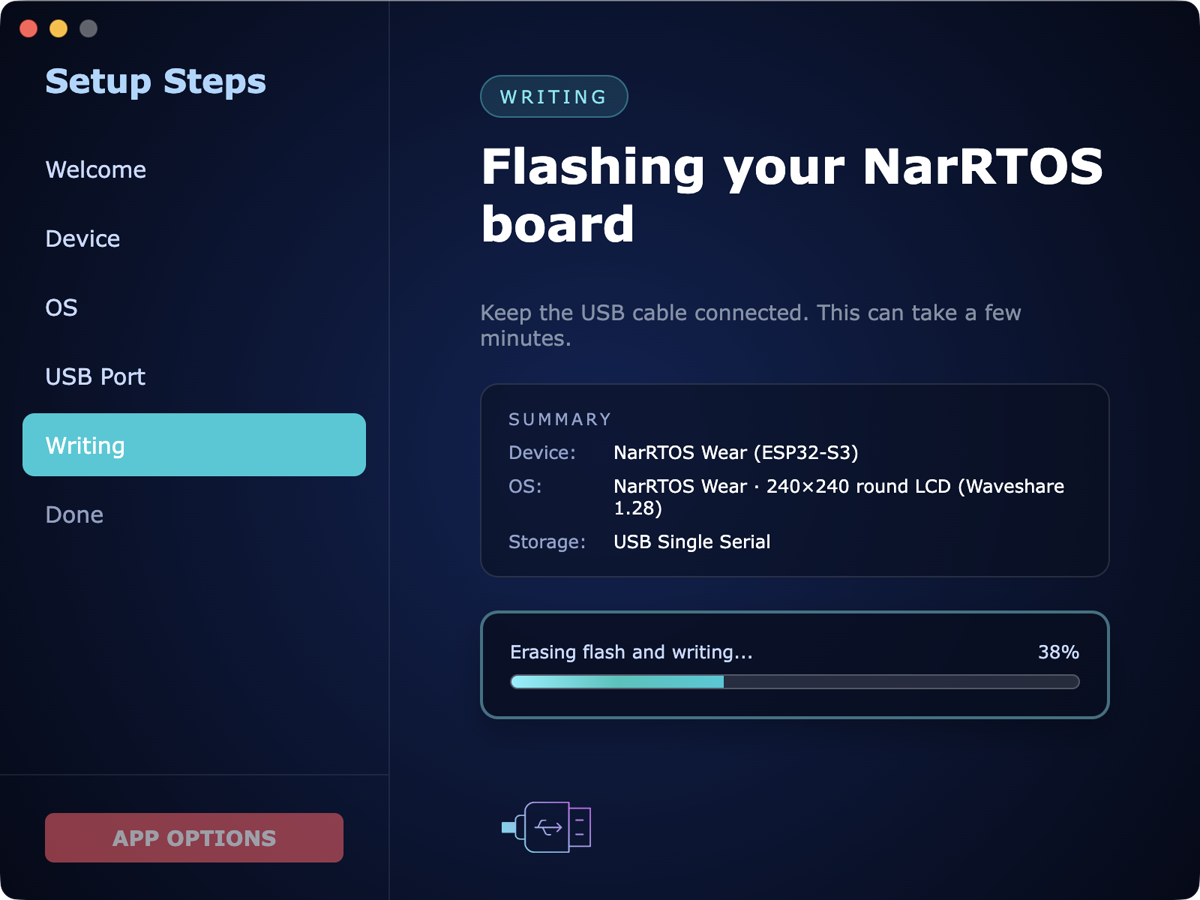 Setup Steps
Welcome
Device
OS
USB Port
Writing
Done
APP OPTIONS
WRITING
Flashing your NarRTOS
board
Keep the USB cable connected. This can take a few
minutes.
SUMMARY
Device: NarRTOS Wear (ESP32-S3)
OS: NarRTOS Wear · 240×240 round LCD (Waveshare
1.28)
Storage: USB Single Serial
Erasing flash and writing... 38%